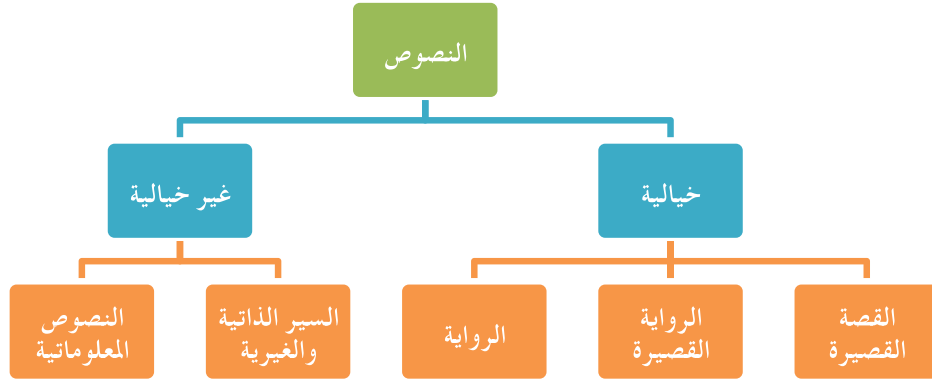 النصوص
خيالية
غير خيالية
القصة
القصيرة
الرواية
القصيرة
الرواية
السير الذاتية
والغيرية
النصوص
المعلوماتية